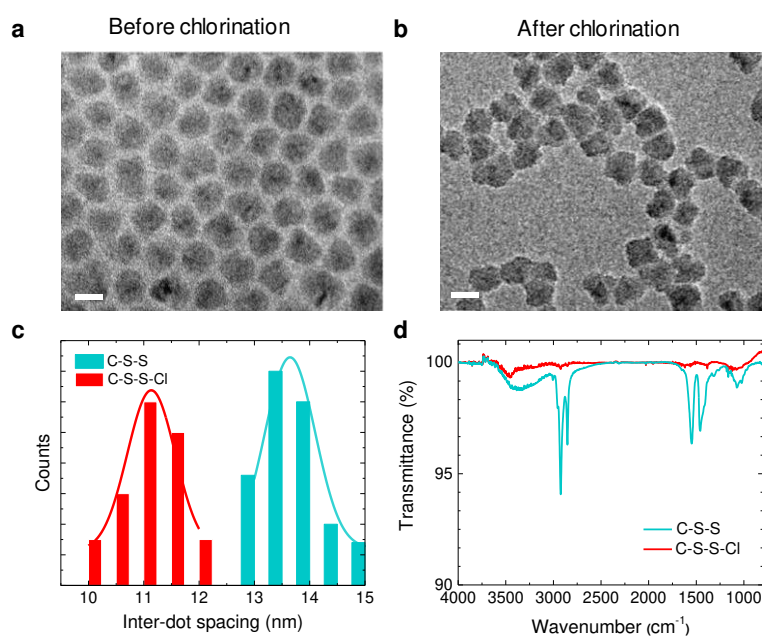 a Before chlorination
b After chlorination
c
C-S-S
C-S-S-Cl
Counts
10 11 12 13 14 15
Inter-dot spacing (nm)
d
100
95
90
Transmittance (%)
C-S-S
C-S-S-Cl
4000 3500 3000 2500 2000 1500 1000
Wavenumber (cm⁻¹)